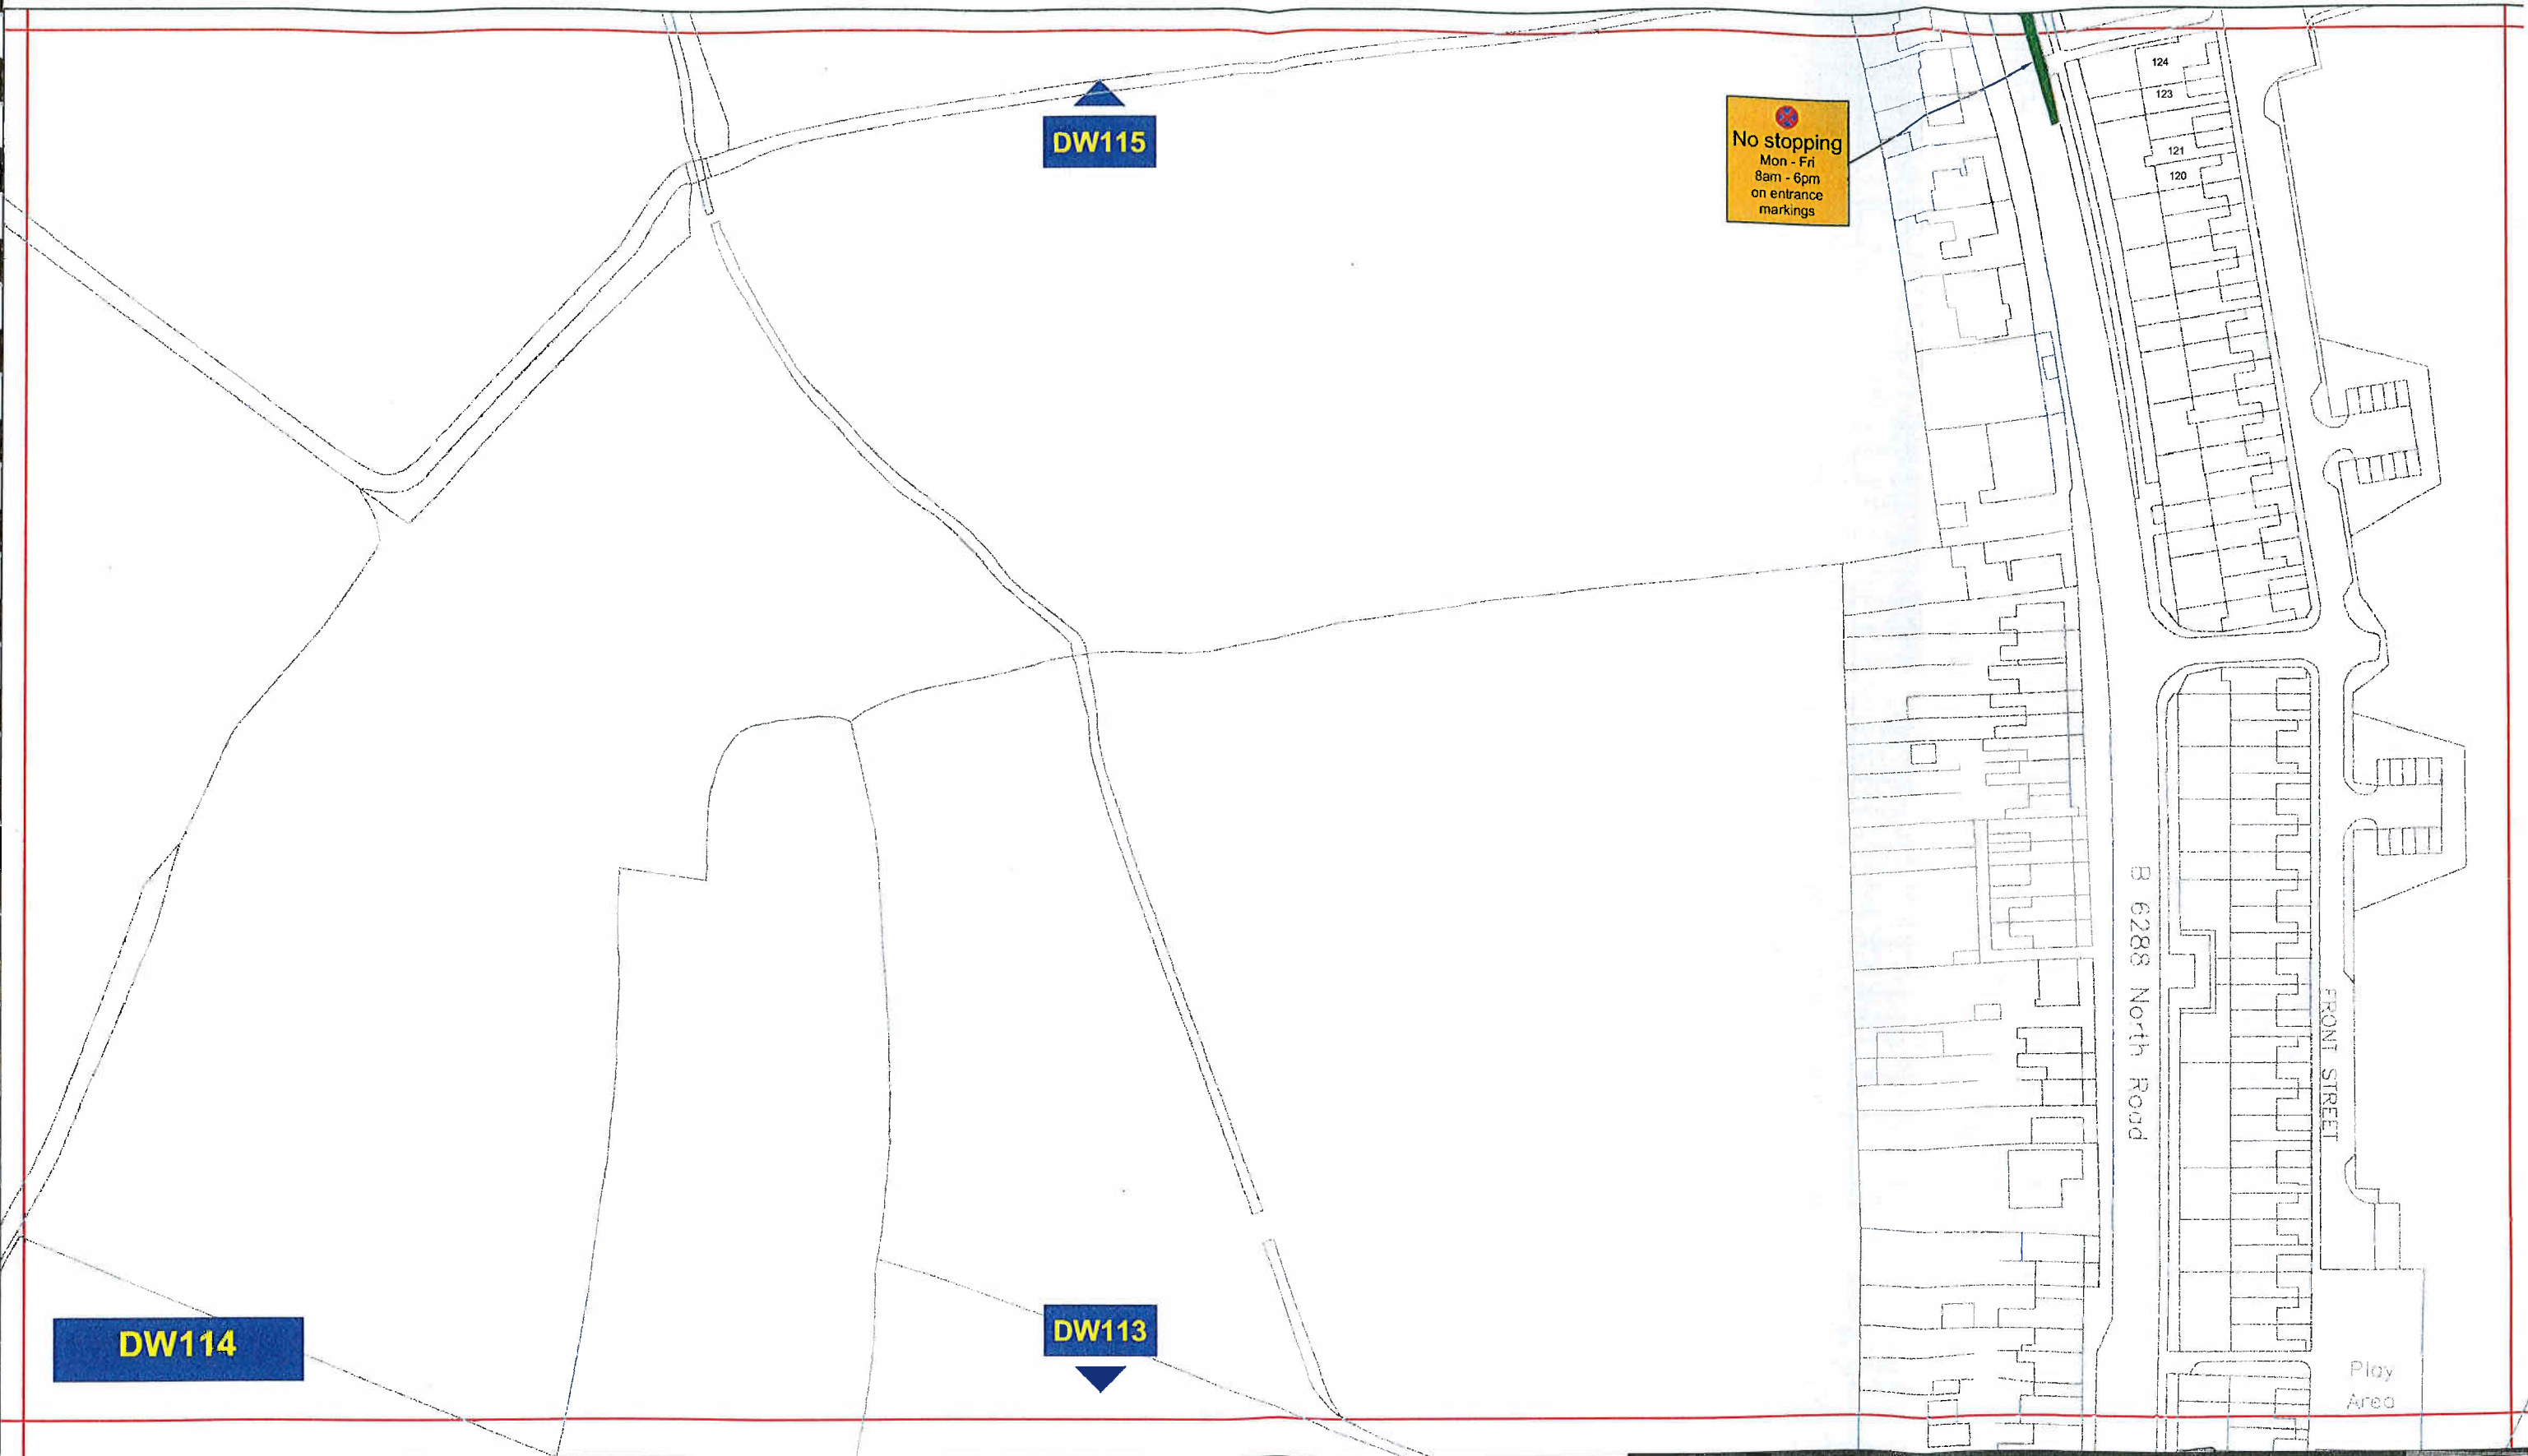 DW115
No stopping
Mon - Fri
8am - 6pm
on entrance
markings
124
123
121
120
B 6288 North Road
FRONT STREET
DW114
DW113
Play
Area